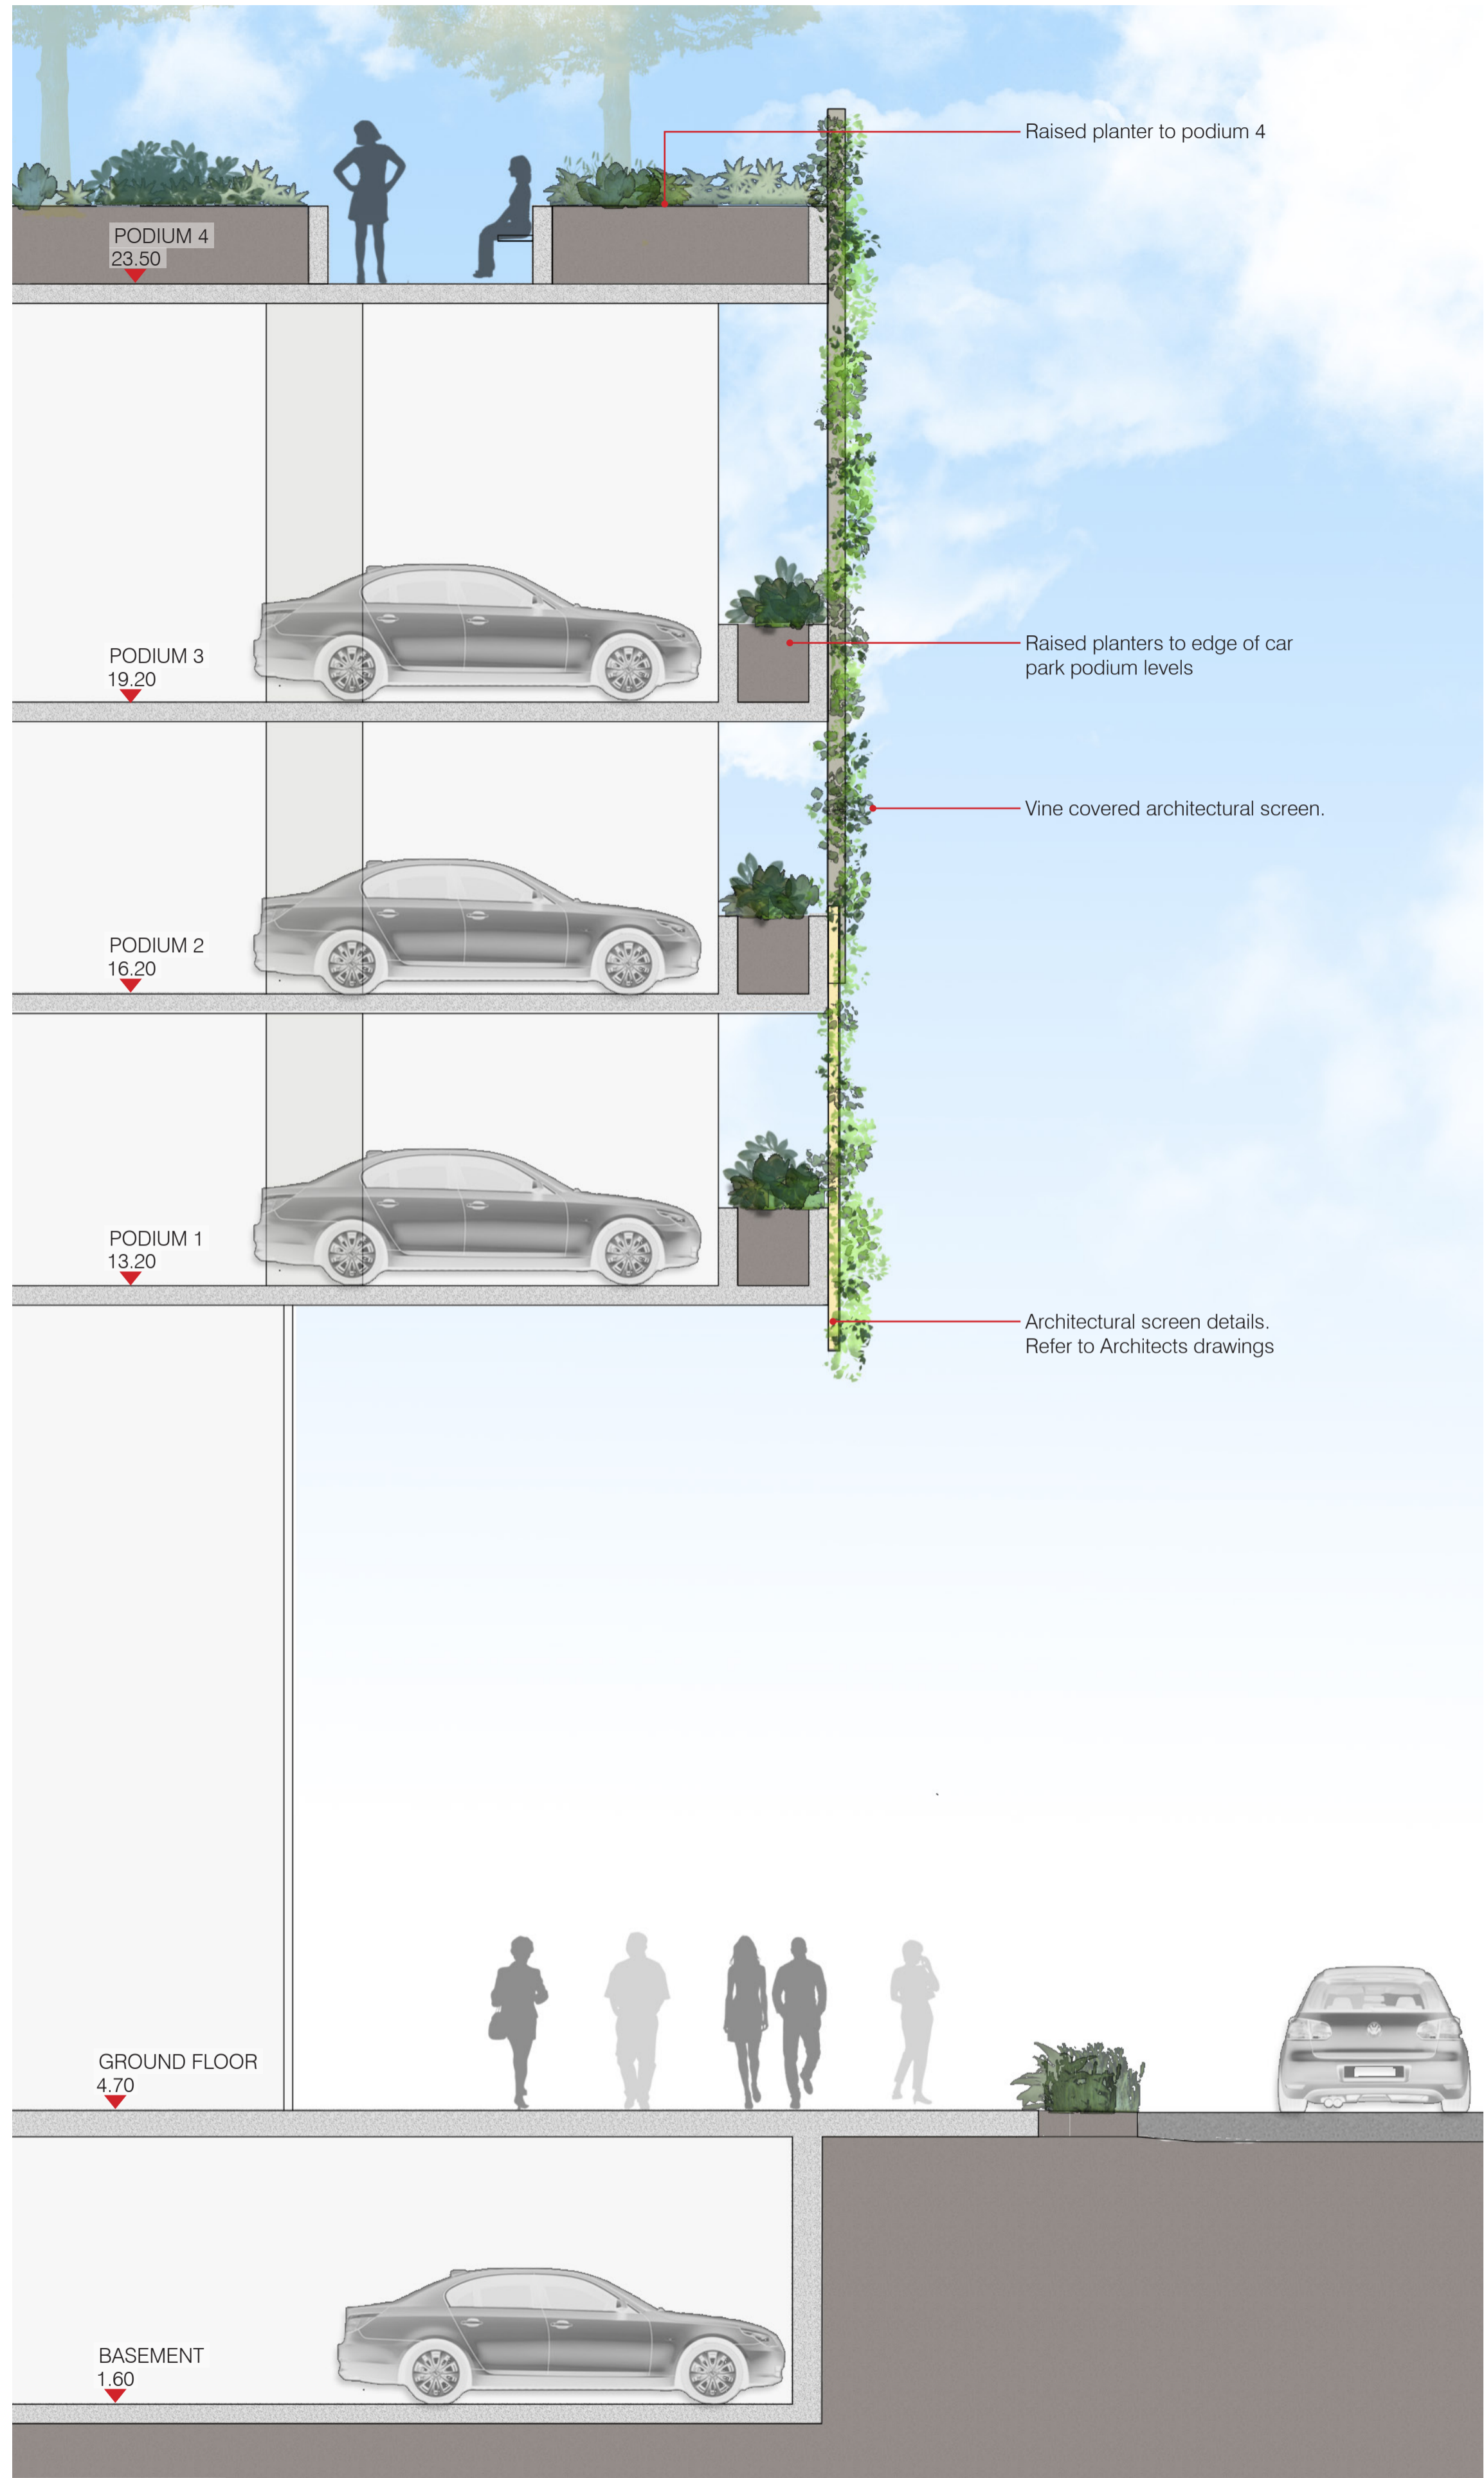 Raised planter to podium 4
PODIUM 4
23.50
Raised planters to edge of car
park podium levels
PODIUM 3
19.20
Vine covered architectural screen.
PODIUM 2
16.20
PODIUM 1
13.20
Architectural screen details.
Refer to Architects drawings
GROUND FLOOR
4.70
BASEMENT
1.60